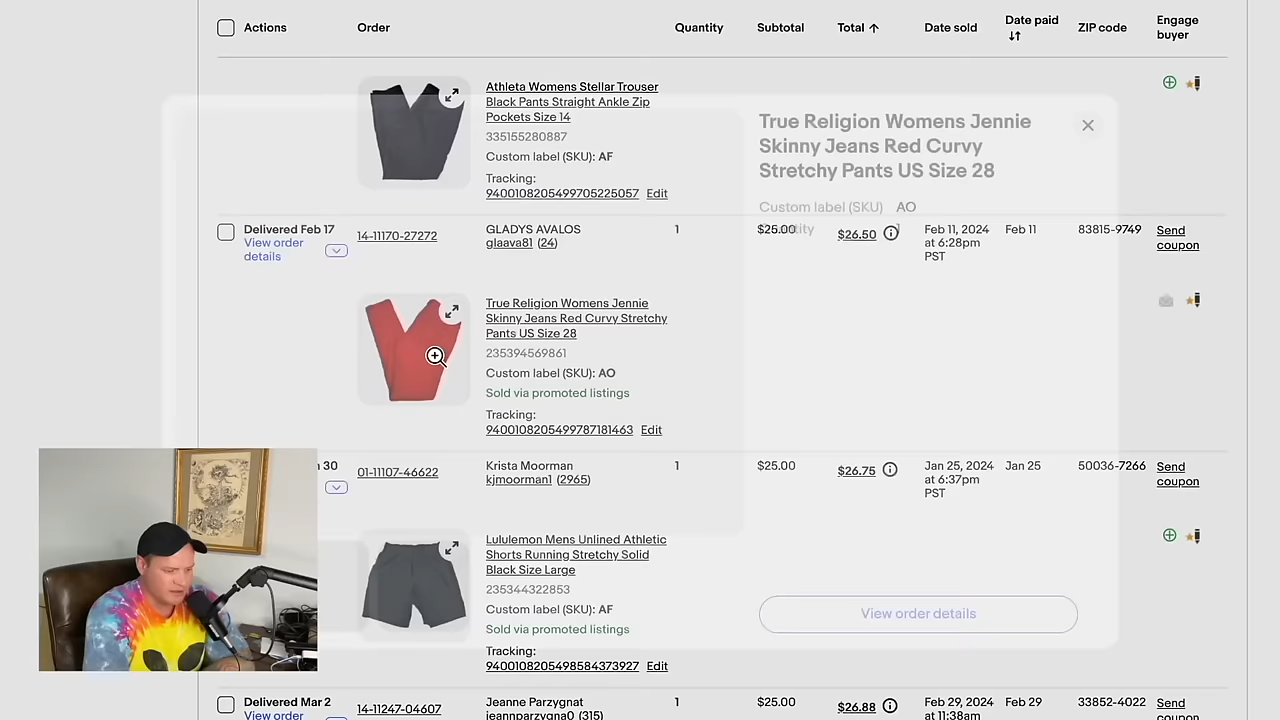 Actions
Order
Quantity
Subtotal
Total ↑
Date sold
Date paid
ZIP code
Engage
buyer
Athleta Womens Stellar Trouser
Black Pants Straight Ankle Zip
Pockets Size 14
335155280887
Custom label (SKU): AF
Tracking:
9400108205499705225057 Edit
True Religion Womens Jennie
Skinny Jeans Red Curvy
Stretchy Pants US Size 28
Custom label (SKU) AO
Quantity 1
Delivered Feb 17
View order
details
14-11170-27272
GLADYS AVALOS
glaava81 (24)
1
$25.00
$26.50
Feb 11, 2024
at 6:28pm
PST
Feb 11
83815-9749
Send
coupon
True Religion Womens Jennie
Skinny Jeans Red Curvy Stretchy
Pants US Size 28
235394569861
Custom label (SKU): AO
Sold via promoted listings
Tracking:
9400108205499787181463 Edit
30
01-11107-46622
Krista Moorman
kjmoorman1 (2965)
1
$25.00
$26.75
Jan 25, 2024
at 6:37pm
PST
Jan 25
50036-7266
Send
coupon
Lululemon Mens Unlined Athletic
Shorts Running Stretchy Solid
Black Size Large
235344322853
Custom label (SKU): AF
Sold via promoted listings
Tracking:
9400108205498584373927 Edit
View order details
Delivered Mar 2
View order
14-11247-04607
Jeanne Parzygnat
jeannparzygna0 (315)
1
$25.00
$26.88
Feb 29, 2024
at 11:38am
Feb 29
33852-4022
Send
coupon